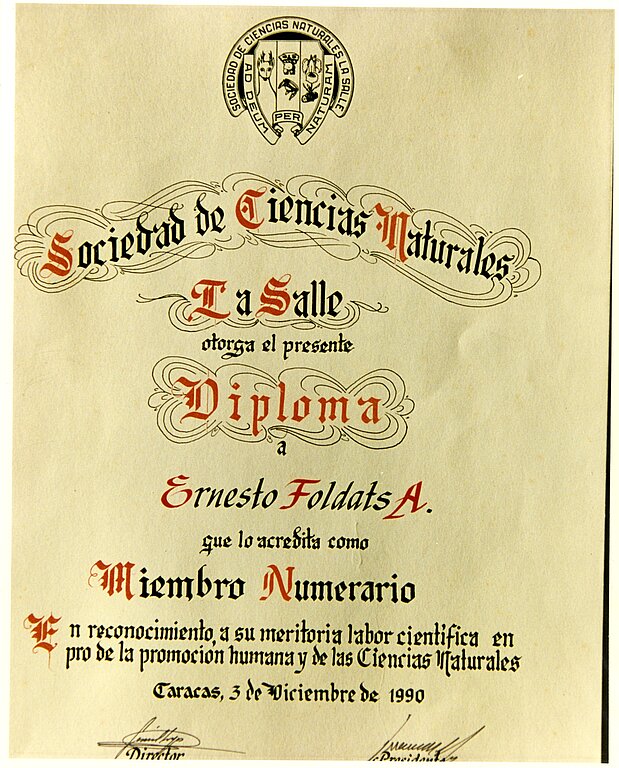 SOCIEDAD DE CIENCIAS NATURALES LA SALLE
AD DEUM PER NATURAM
Sociedad de Ciencias Naturales
La Salle
otorga el presente
Diploma
a
Ernesto Foldats A.
que lo acredita como
Miembro Numerario
En reconocimiento, a su meritoria labor científica en
pro de la promoción humana y de las Ciencias Naturales
Caracas, 3 de Diciembre de 1990
Director Presidente